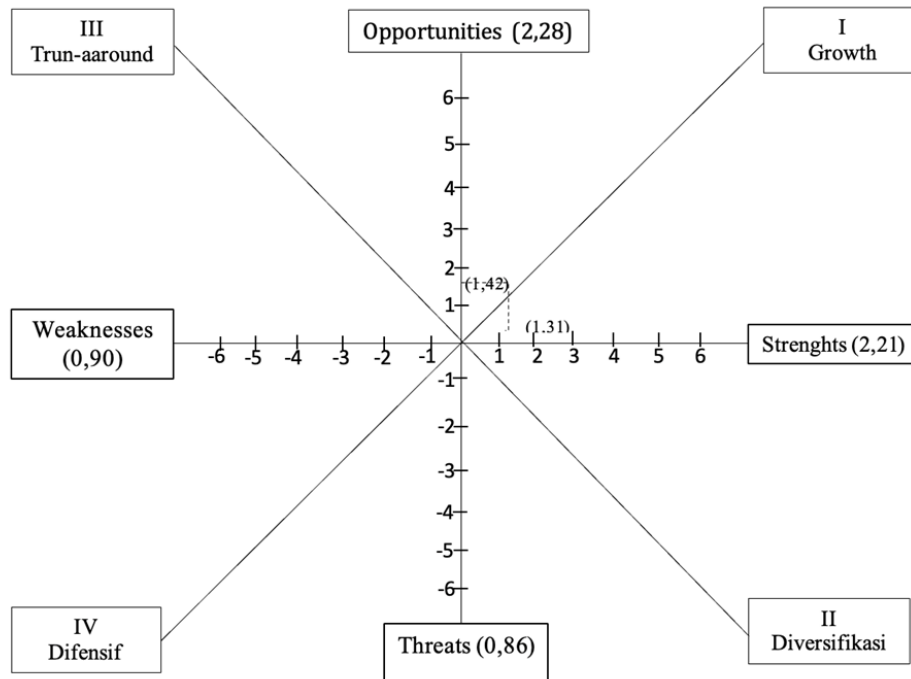 III
Trun-aaround
Opportunities (2,28)
I
Growth
6
5
4
3
2
(1,42)
1
(1.31)
Weaknesses
(0,90)
-6 -5 -4 -3 -2 -1 1 2 3 4 5 6
Strenghts (2,21)
-1
-2
-3
-4
-5
-6
IV
Difensif
Threats (0,86)
II
Diversifikasi